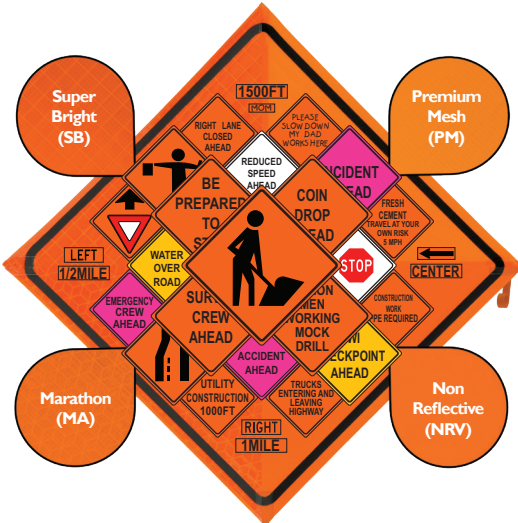 Super
Bright
(SB)
Premium
Mesh
(PM)
1500FT
MOM
RIGHT LANE
CLOSED
AHEAD
PLEASE
SLOW DOWN
MY DAD
WORKS HERE
REDUCED
SPEED
AHEAD
BE
PREPARED
TO
COIN
DROP
FRESH
CEMENT
TRAVEL AT YOUR
OWN RISK
5 MPH
LEFT
1/2MILE
WATER
OVER
ROAD
STOP
CENTER
EMERGENCY
CREW
AHEAD
CREW
AHEAD
MOCK
DRILL
CONSTRUCTION
WORK
REQUIRED
ACCIDENT
AHEAD
AHEAD
UTILITY
CONSTRUCTION
1000FT
TRUCKS
ENTERING AND
LEAVING
HIGHWAY
RIGHT
1MILE
Marathon
(MA)
Non
Reflective
(NRV)